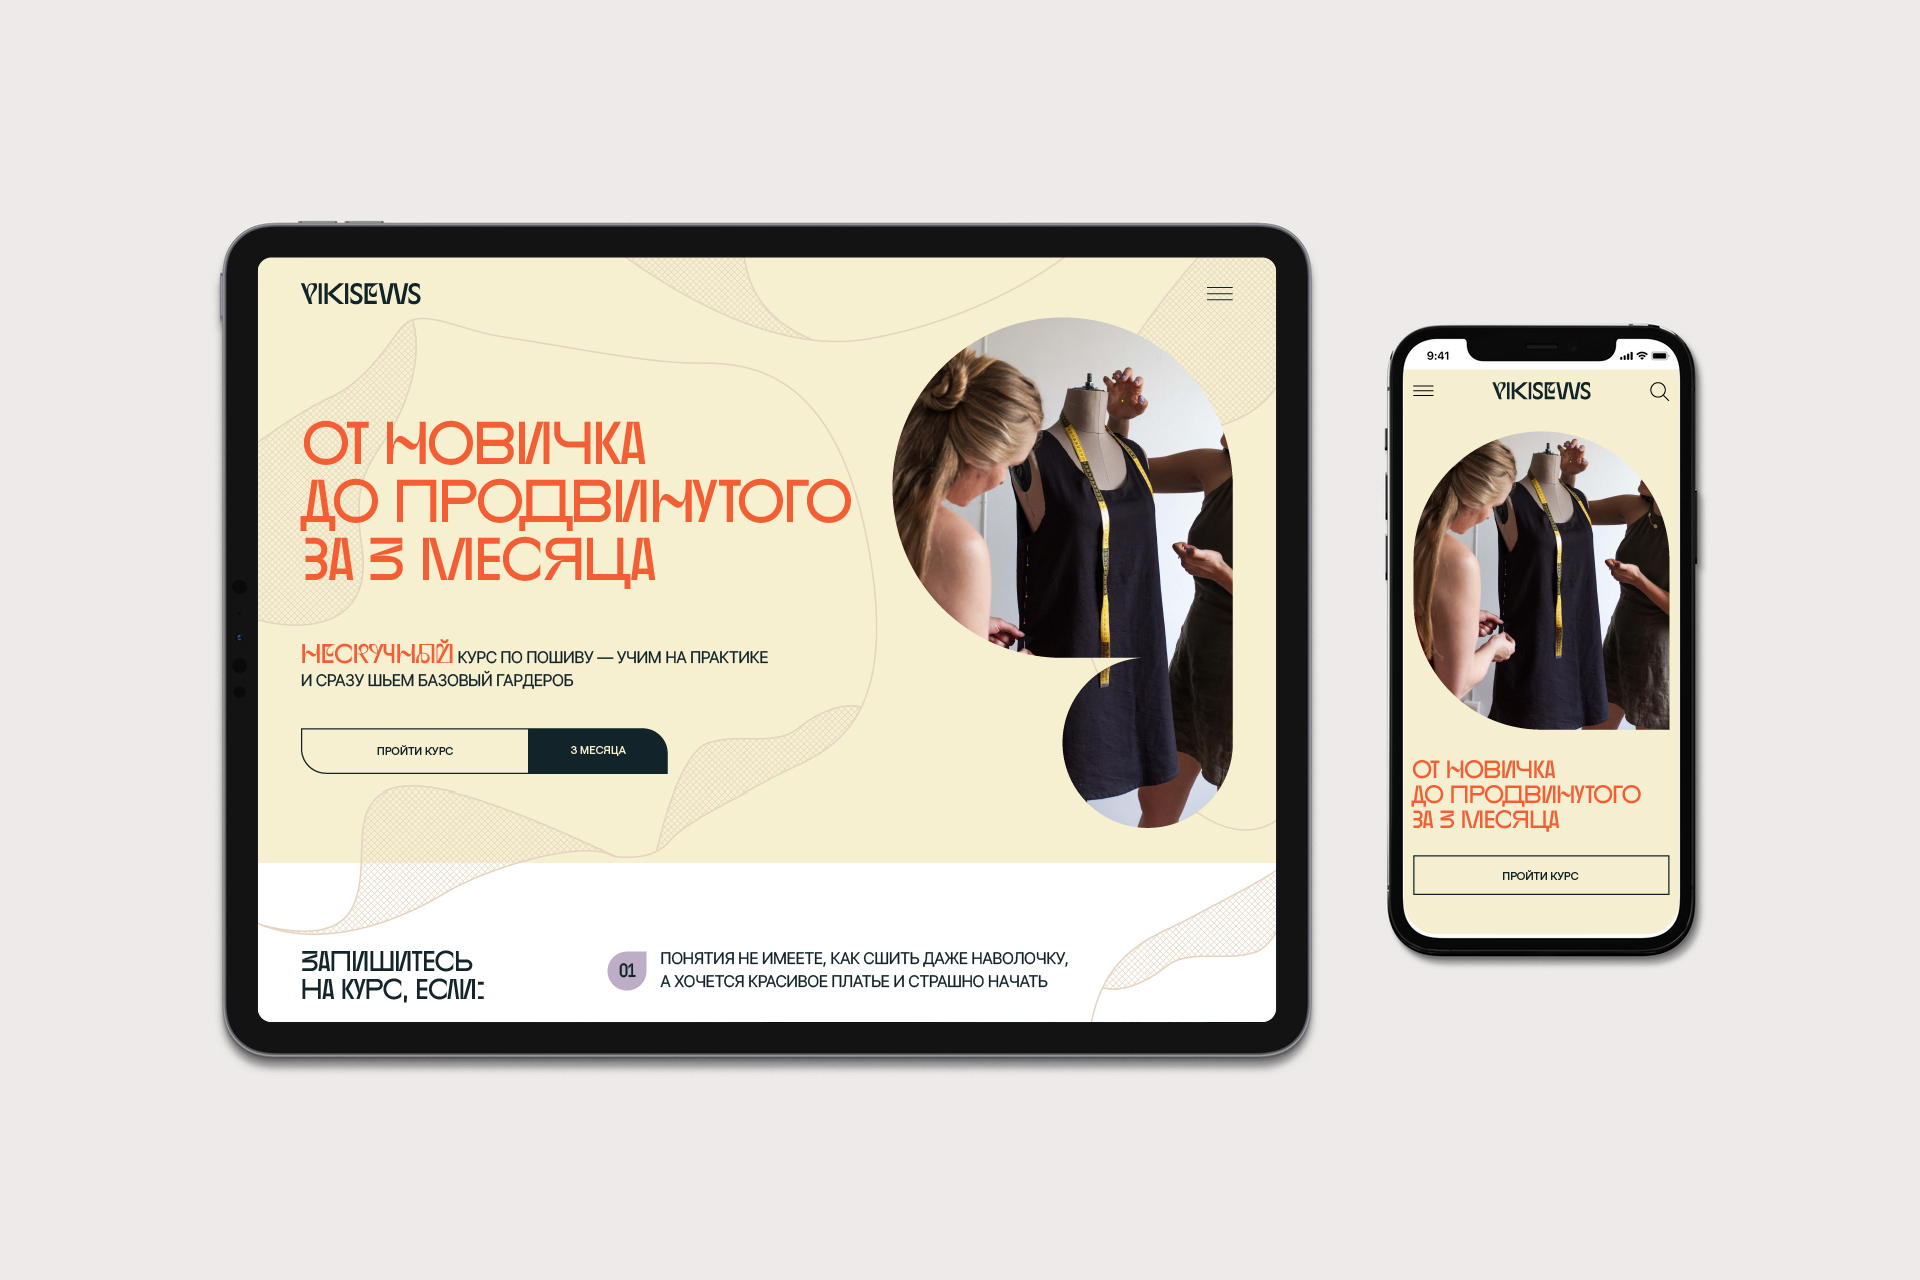 VIKISEWS
ОТ НОВИЧКА
ДО ПРОДВИНУТОГО
ЗА 3 МЕСЯЦА
НЕСКУЧНЫЙ КУРС ПО ПОШИВУ — УЧИМ НА ПРАКТИКЕ
И СРАЗУ ШЬЕМ БАЗОВЫЙ ГАРДЕРОБ
ПРОЙТИ КУРС
3 МЕСЯЦА
ЗАПИШИТЕСЬ
НА КУРС, ЕСЛИ:
01
ПОНЯТИЯ НЕ ИМЕЕТЕ, КАК СШИТЬ ДАЖЕ НАВОЛОЧКУ,
А ХОЧЕТСЯ КРАСИВОЕ ПЛАТЬЕ И СТРАШНО НАЧАТЬ
9:41
VIKISEWS
ОТ НОВИЧКА
ДО ПРОДВИНУТОГО
ЗА 3 МЕСЯЦА
ПРОЙТИ КУРС